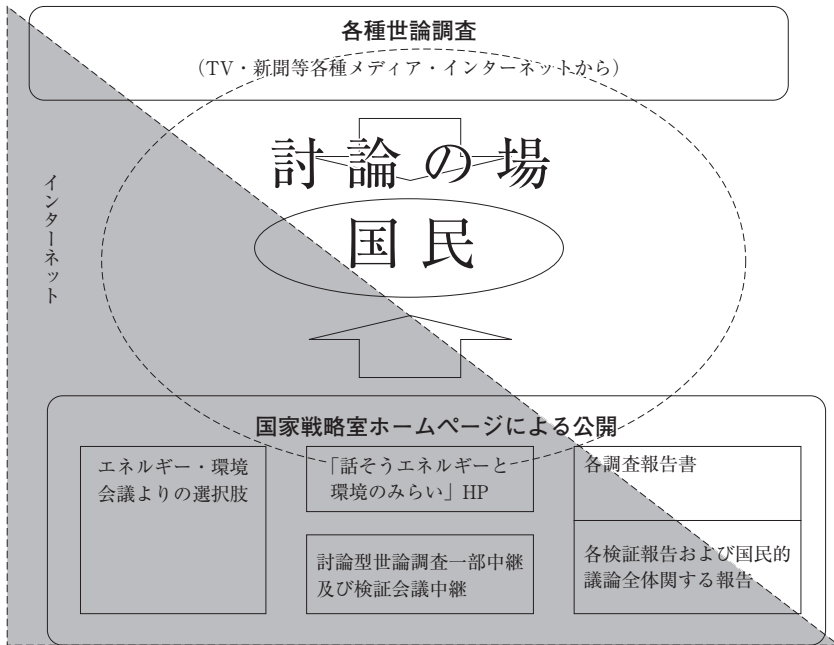 各種世論調査
（TV・新聞等各種メディア・インターネットから）
討論の場
国民
インターネット
国家戦略室ホームページによる公開
エネルギー・環境
会議よりの選択肢
「話そうエネルギーと
環境のみらい」HP
討論型世論調査一部中継
及び検証会議中継
各調査報告書
各検証報告および国民的
議論全体関する報告